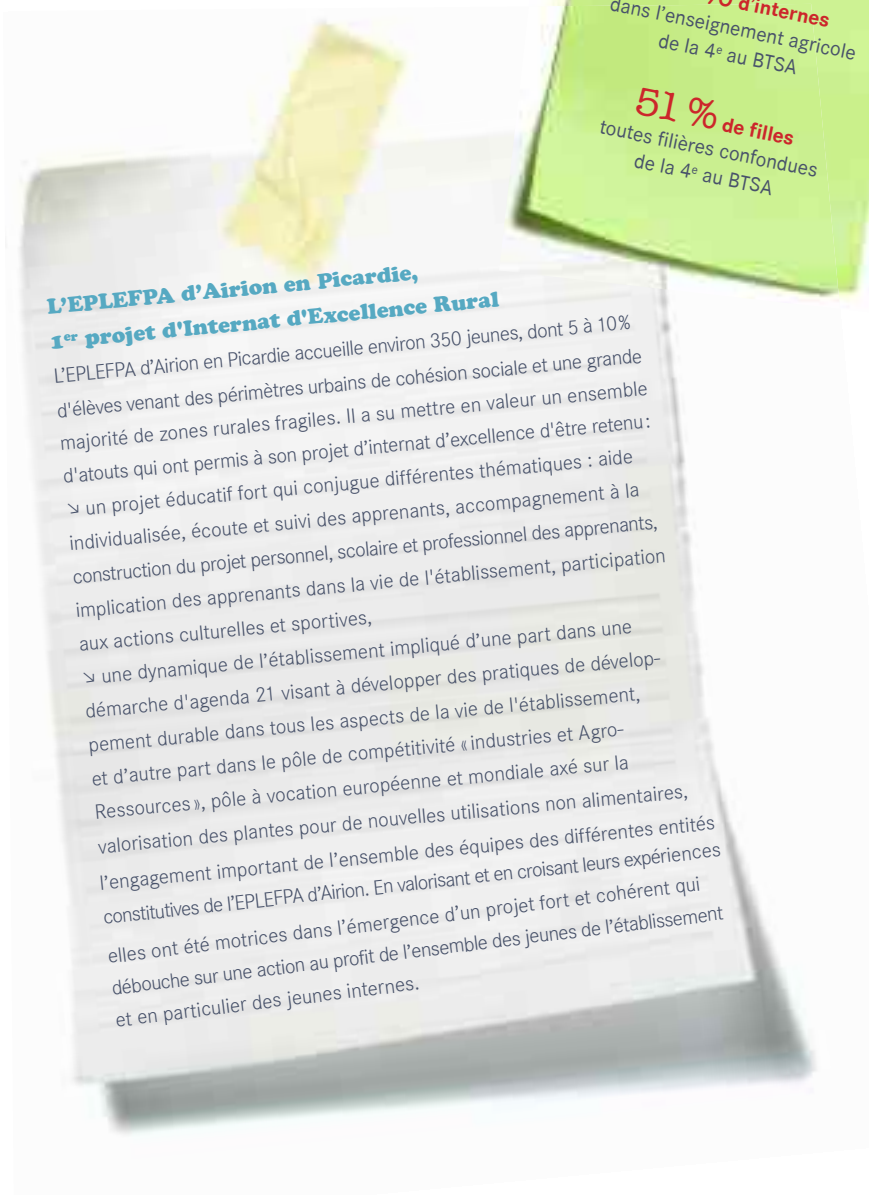 % d'internes
dans l'enseignement agricole
de la 4e au BTSA
51 % de filles
toutes filières confondues
de la 4e au BTSA
L'EPLEFPA d'Airion en Picardie,
1er projet d'Internat d'Excellence Rural
L'EPLEFPA d'Airion en Picardie accueille environ 350 jeunes, dont 5 à 10%
d'élèves venant des périmètres urbains de cohésion sociale et une grande
majorité de zones rurales fragiles. Il a su mettre en valeur un ensemble
d'atouts qui ont permis à son projet d'internat d'excellence d'être retenu:
↘ un projet éducatif fort qui conjugue différentes thématiques : aide
individualisée, écoute et suivi des apprenants, accompagnement à la
construction du projet personnel, scolaire et professionnel des apprenants,
implication des apprenants dans la vie de l'établissement, participation
aux actions culturelles et sportives,
↘ une dynamique de l'établissement impliqué d'une part dans une
démarche d'agenda 21 visant à développer des pratiques de dévelop-
pement durable dans tous les aspects de la vie de l'établissement,
et d'autre part dans le pôle de compétitivité «industries et Agro-
Ressources», pôle à vocation européenne et mondiale axé sur la
valorisation des plantes pour de nouvelles utilisations non alimentaires,
l'engagement important de l'ensemble des équipes des différentes entités
constitutives de l'EPLEFPA d'Airion. En valorisant et en croisant leurs expériences
elles ont été motrices dans l'émergence d'un projet fort et cohérent qui
débouche sur une action au profit de l'ensemble des jeunes de l'établissement
et en particulier des jeunes internes.